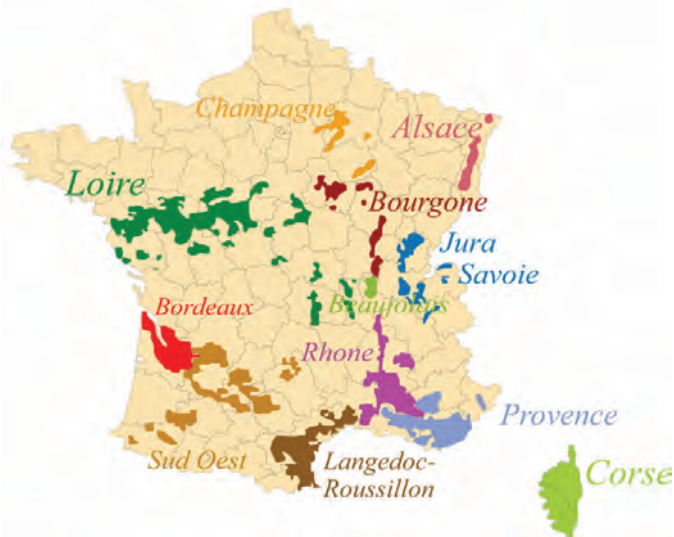 Champagne
Alsace
Loire
Bourgone
Jura
Savoie
Beaujolais
Bordeaux
Rhone
Provence
Sud Oest
Langedoc-
Roussillon
Corse